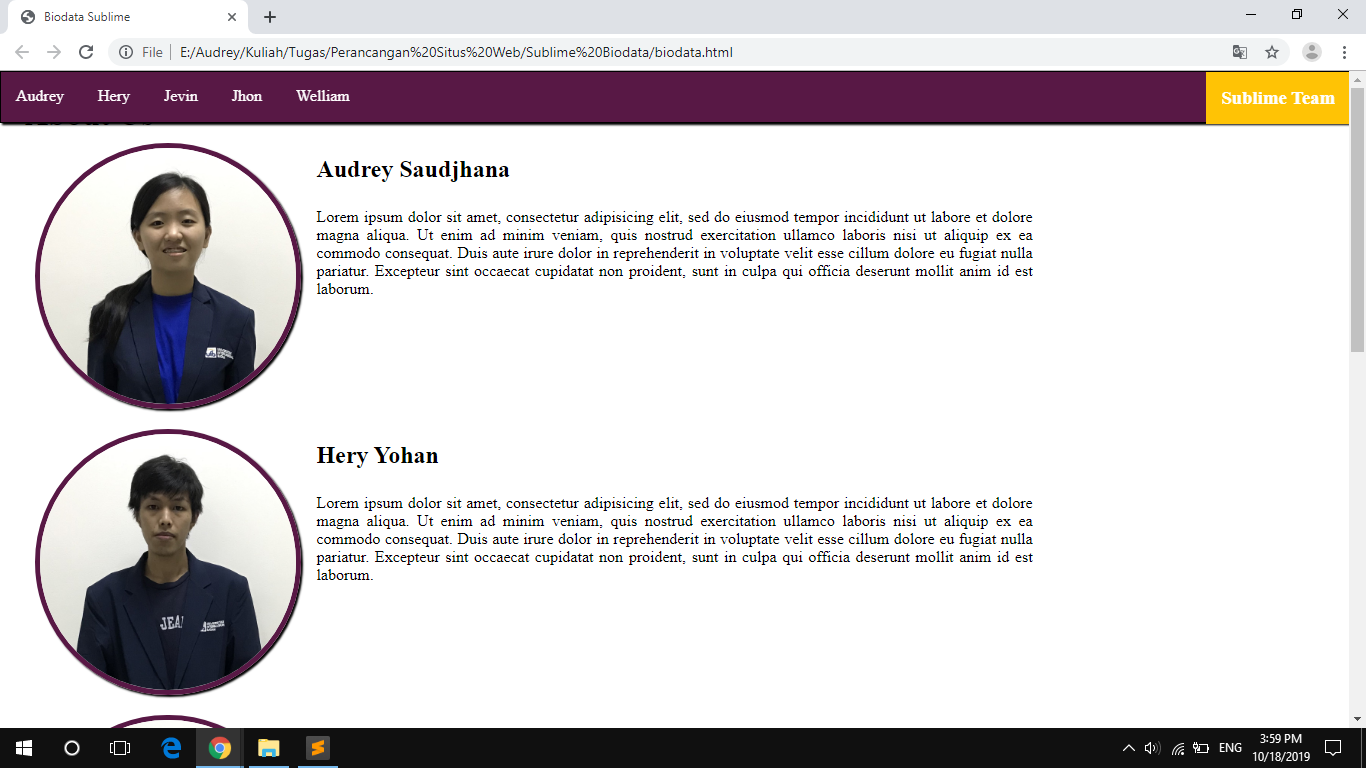 Biodata Sublime
File
E:/Audrey/Kuliah/Tugas/Perancangan%20Situs%20Web/Sublime%20Biodata/biodata.html
Audrey Hery Jevin Jhon Welliam Sublime Team
Audrey Saudjhana
Lorem ipsum dolor sit amet, consectetur adipisicing elit, sed do eiusmod tempor incididunt ut labore et dolore
magna aliqua. Ut enim ad minim veniam, quis nostrud exercitation ullamco laboris nisi ut aliquip ex ea
commodo consequat. Duis aute irure dolor in reprehenderit in voluptate velit esse cillum dolore eu fugiat nulla
pariatur. Excepteur sint occaecat cupidatat non proident, sunt in culpa qui officia deserunt mollit anim id est
laborum.
Hery Yohan
Lorem ipsum dolor sit amet, consectetur adipisicing elit, sed do eiusmod tempor incididunt ut labore et dolore
magna aliqua. Ut enim ad minim veniam, quis nostrud exercitation ullamco laboris nisi ut aliquip ex ea
commodo consequat. Duis aute irure dolor in reprehenderit in voluptate velit esse cillum dolore eu fugiat nulla
pariatur. Excepteur sint occaecat cupidatat non proident, sunt in culpa qui officia deserunt mollit anim id est
laborum.
ENG
3:59 PM
10/18/2019